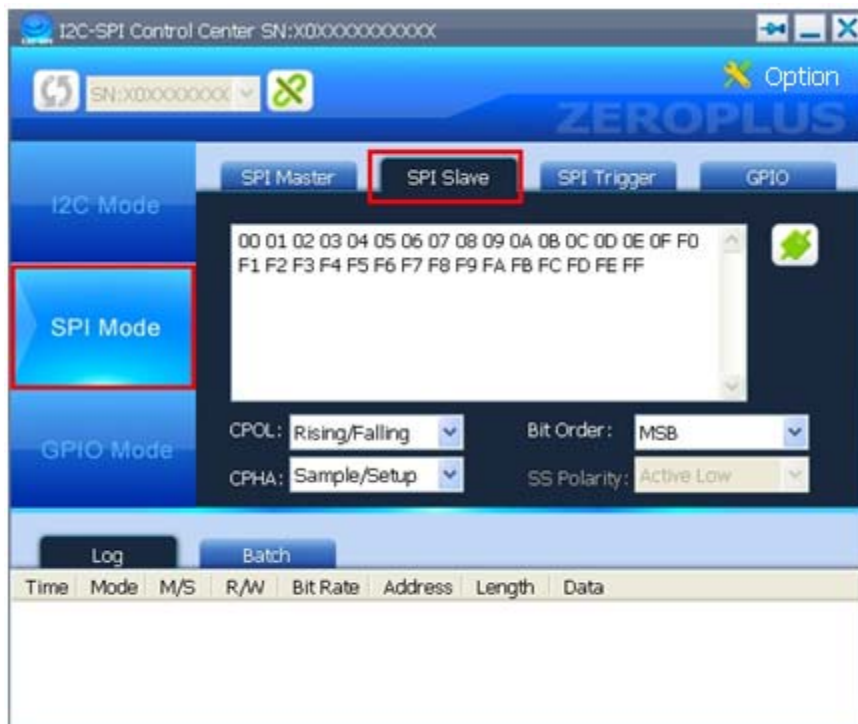 I2C-SPI Control Center SN:X0XXXXXXXXXX
SN:X0XXXXXXX
Option
ZEROPLUS
SPI Master SPI Slave SPI Trigger GPIO
I2C Mode
00 01 02 03 04 05 06 07 08 09 0A 0B 0C 0D 0E 0F F0
F1 F2 F3 F4 F5 F6 F7 F8 F9 FA FB FC FD FE FF
SPI Mode
CPOL: Rising/Falling Bit Order: MSB
GPIO Mode
CPHA: Sample/Setup SS Polarity: Active Low
Log Batch
Time Mode M/S R/W Bit Rate Address Length Data